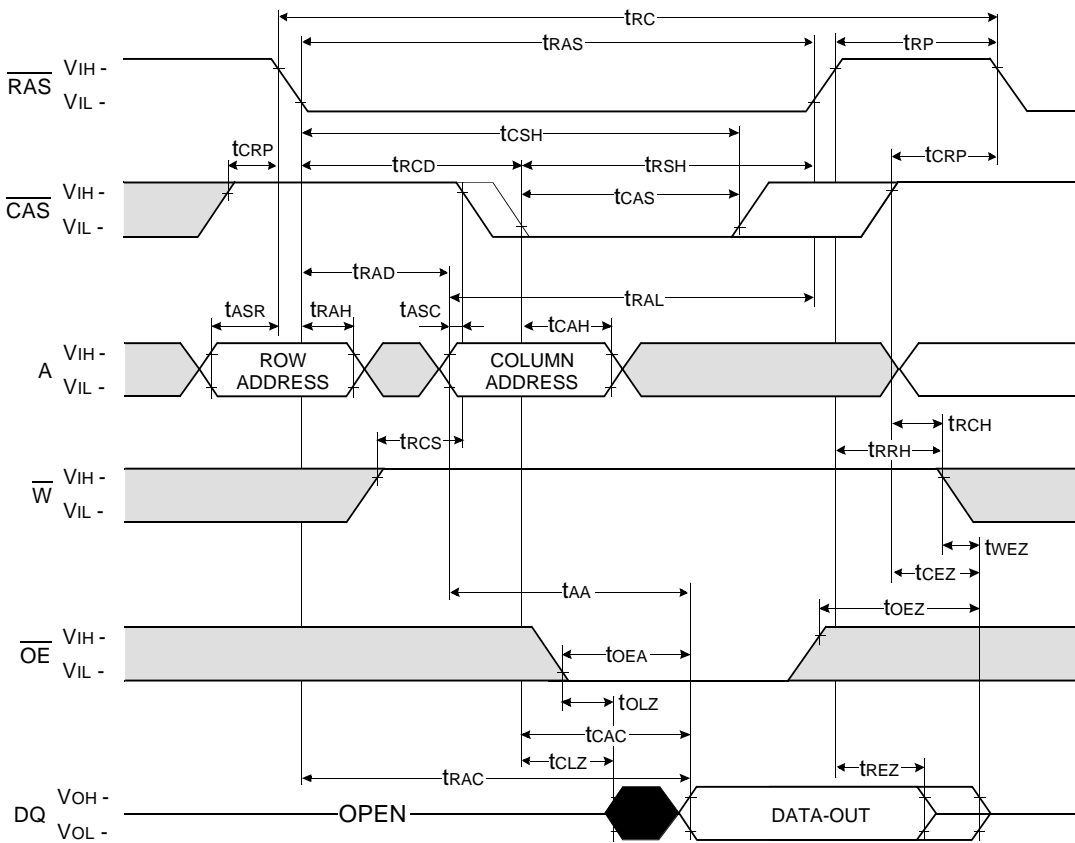 tRC
tRAS
tRP
RAS
VIH -
VIL -
tCSH
tCRP
tRCD
tRSH
tCRP
CAS
VIH -
VIL -
tCAS
tRAD
tRAL
tASR
tRAH
tASC
tCAH
A
VIH -
VIL -
ROW
ADDRESS
COLUMN
ADDRESS
tRCS
tRCH
tRRH
W
VIH -
VIL -
tWEZ
tCEZ
tAA
tOEZ
OE
VIH -
VIL -
tOEA
tOLZ
tCAC
tCLZ
tRAC
tREZ
DQ
VOH -
VOL -
OPEN
DATA-OUT